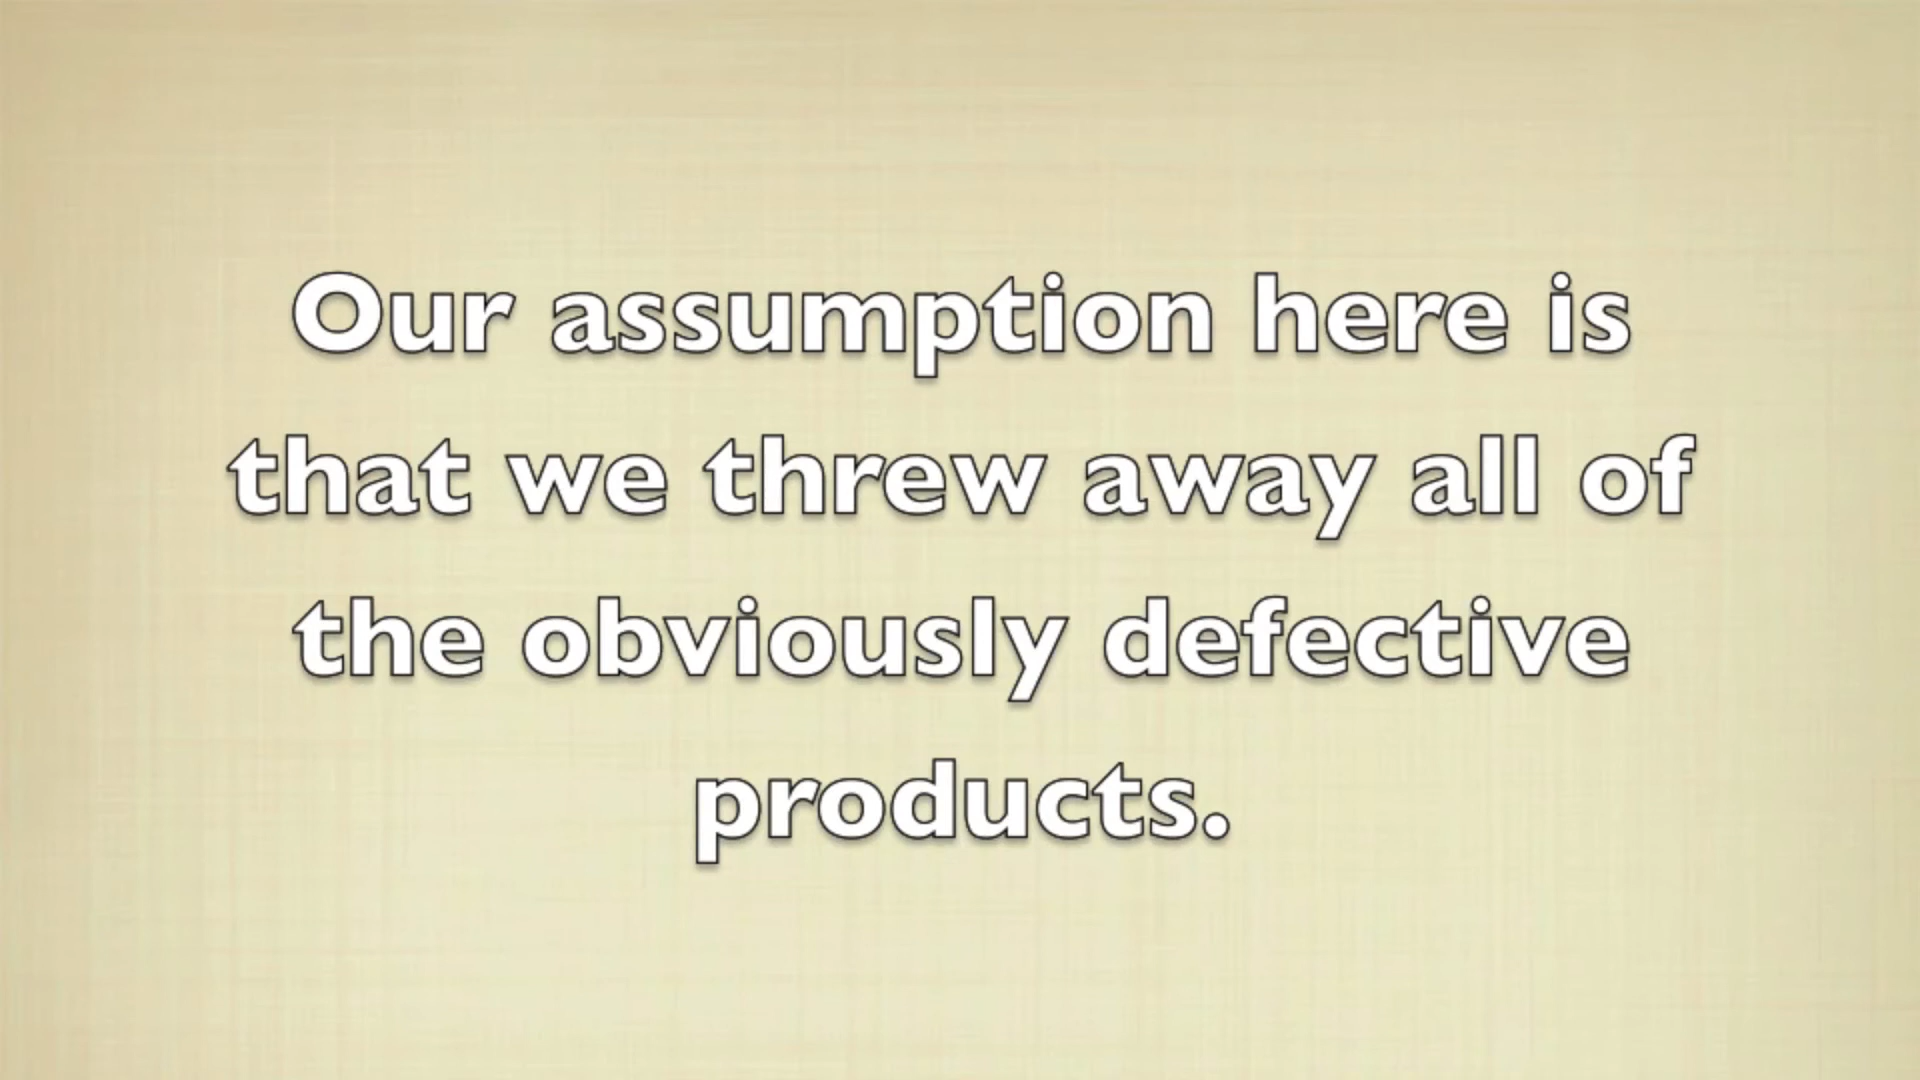 Our assumption here is
that we threw away all of
the obviously defective
products.